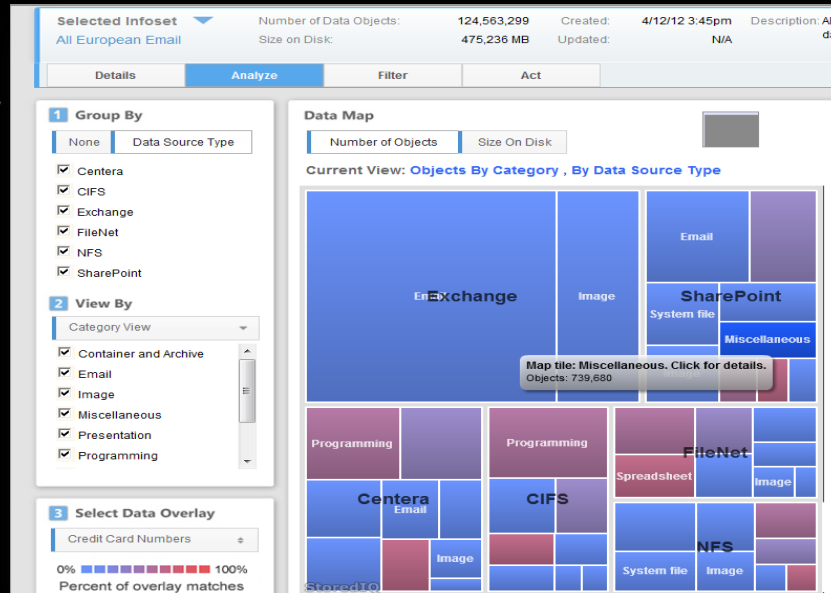 Selected Infoset
All European Email
Number of Data Objects: 124,563,299
Size on Disk: 475,236 MB
Created: 4/12/12 3:45pm
Updated: N/A
Description:
Details Analyze Filter Act
1 Group By
None Data Source Type
Centera
CIFS
Exchange
FileNet
NFS
SharePoint
2 View By
Category View
Container and Archive
Email
Image
Miscellaneous
Presentation
Programming
3 Select Data Overlay
Credit Card Numbers
0% 100%
Percent of overlay matches
Data Map
Number of Objects Size On Disk
Current View: Objects By Category , By Data Source Type
Exchange
Image
Email
SharePoint
System file
Miscellaneous
Map tile: Miscellaneous. Click for details.
Objects: 739,680
Programming
Centera
Email
Image
Programming
CIFS
FileNet
Spreadsheet
Image
NFS
System file
Image
StoredIQ